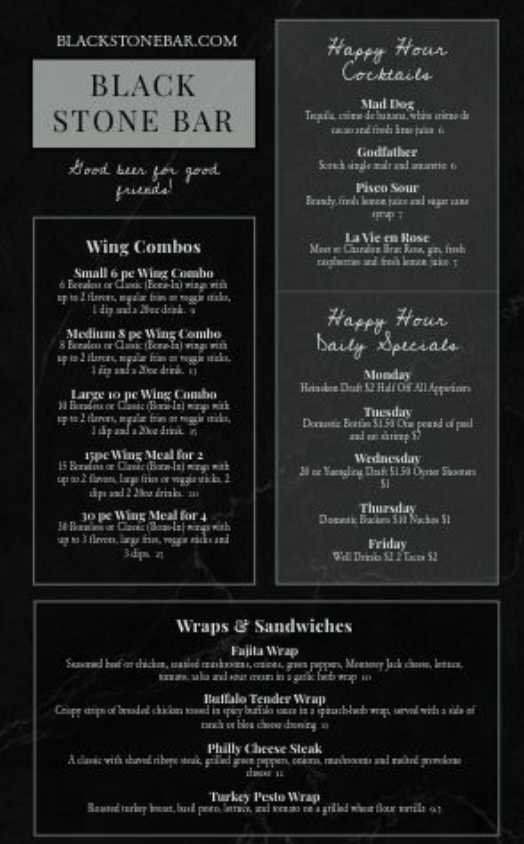 BLACKSTONEBAR.COM
BLACK
STONE BAR
Good beer for good
friends!
Wing Combos
Small 6 pc Wing Combo
6 Boneless or Classic (Bone-In) wings with
up to 2 flavors, regular fries or veggie sticks,
1 dip and a 20oz drink. 9
Medium 8 pc Wing Combo
8 Boneless or Classic (Bone-In) wings with
up to 2 flavors, regular fries or veggie sticks,
1 dip and a 20oz drink. 13
Large 10 pc Wing Combo
10 Boneless or Classic (Bone-In) wings with
up to 2 flavors, regular fries or veggie sticks,
1 dip and a 20oz drink. 15
15pc Wing Meal for 2
15 Boneless or Classic (Bone-In) wings with
up to 2 flavors, large fries or veggie sticks, 2
dips and 2 20oz drinks. 20
30 pc Wing Meal for 4
30 Boneless or Classic (Bone-In) wings with
up to 3 flavors, large fries, veggie sticks and
3 dips. 25
Happy Hour
Cocktails
Mad Dog
Tequila, crème de banana, white crème de
cacao and fresh lime juice 6
Godfather
Scotch single malt and amaretto 6
Pisco Sour
Brandy, fresh lemon juice and sugar cane
syrup 7
La Vie en Rose
Moet et Chandon Brut Rose, gin, fresh
raspberries and fresh lemon juice 7
Happy Hour
Daily Specials
Monday
Heineken Draft $2 Half Off All Appetizers
Tuesday
Domestic Bottles $1.50 One pound of peel
and eat shrimp $7
Wednesday
20 oz Yuengling Draft $1.50 Oyster Shooters
$1
Thursday
Domestic Buckets $10 Nachos $1
Friday
Well Drinks $2 2 Tacos $2
Wraps & Sandwiches
Fajita Wrap
Seasoned beef or chicken, sautéed mushrooms, onions, green peppers, Monterey Jack cheese, lettuce,
tomato, salsa and sour cream in a garlic herb wrap 10
Buffalo Tender Wrap
Crispy strips of breaded chicken tossed in spicy buffalo sauce in a spinach-herb wrap, served with a side of
ranch or bleu cheese dressing 10
Philly Cheese Steak
A classic with shaved ribeye steak, grilled green peppers, onions, mushrooms and melted provolone
cheese 12
Turkey Pesto Wrap
Roasted turkey breast, basil pesto, lettuce, and tomato on a grilled wheat flour tortilla 9.5